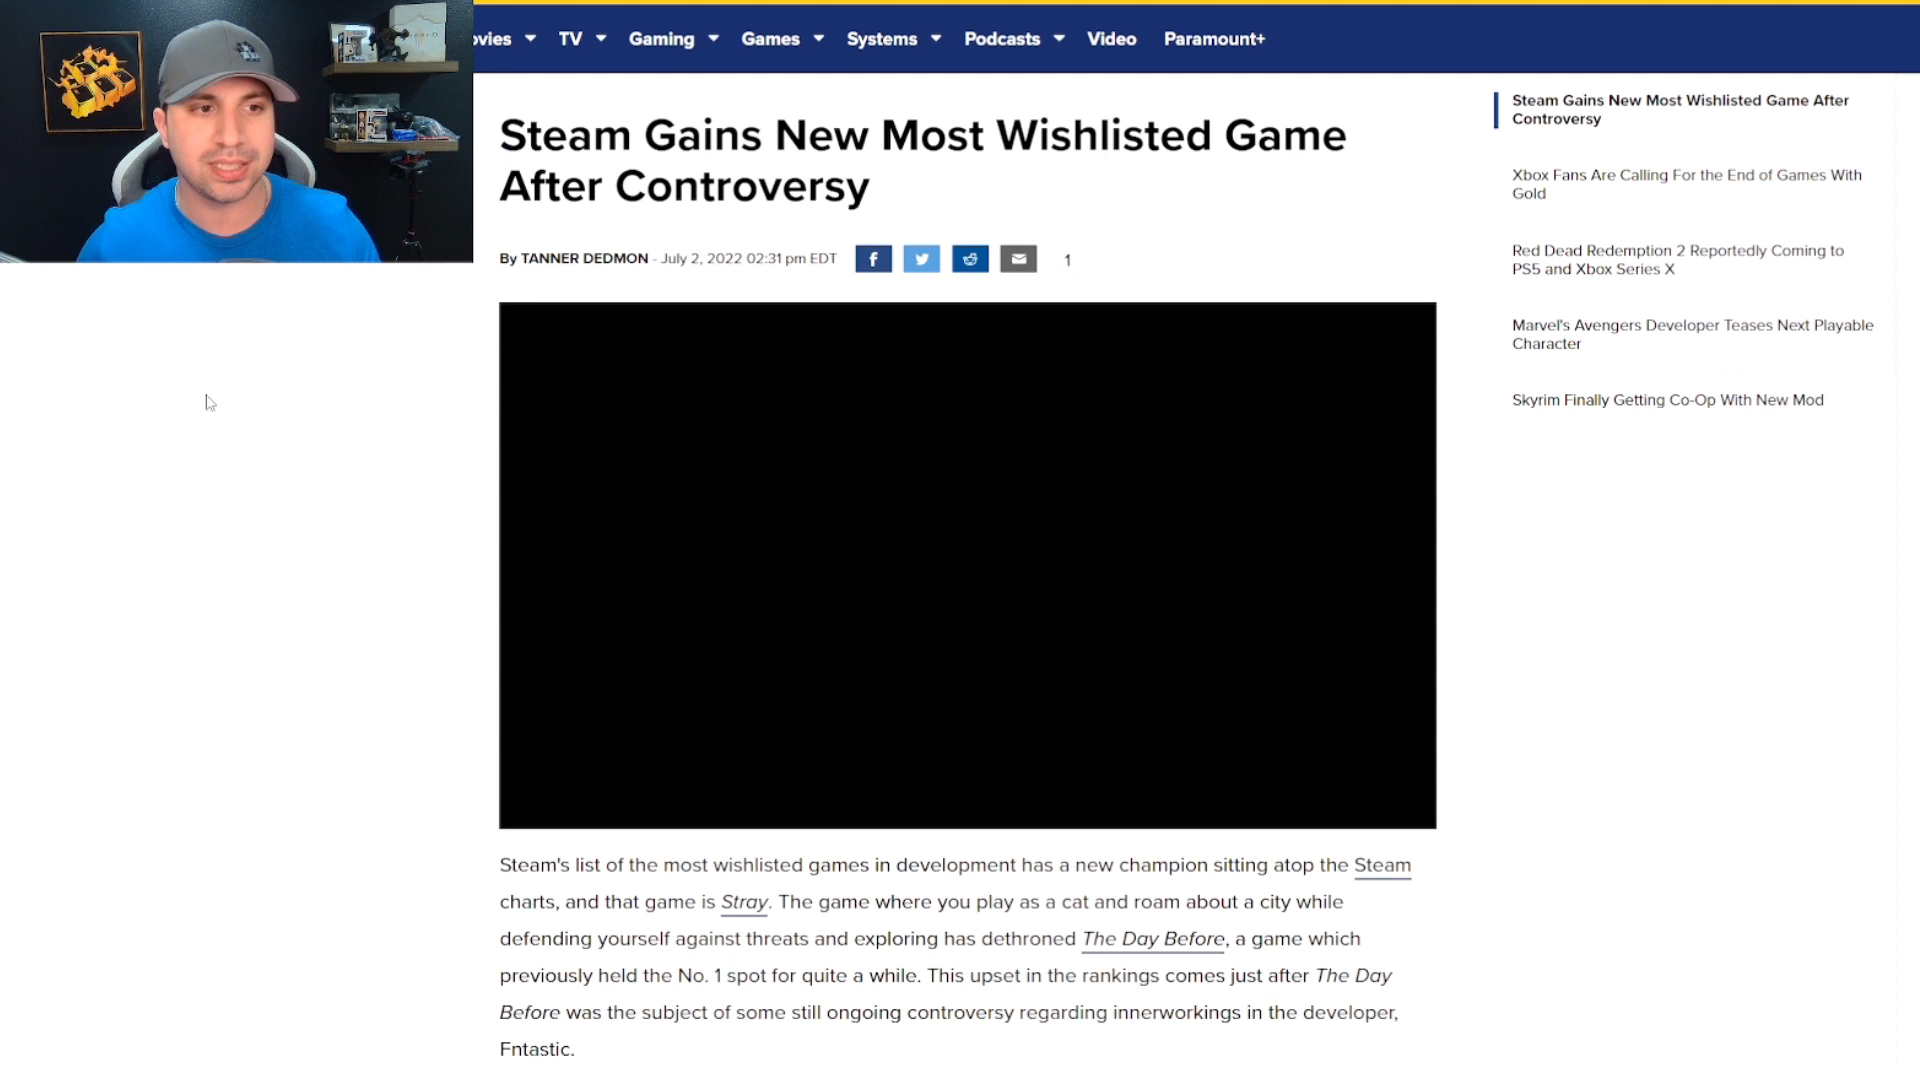 ovies TV Gaming Games Systems Podcasts Video Paramount+
Steam Gains New Most Wishlisted Game
After Controversy
By TANNER DEDMON - July 2, 2022 02:31 pm EDT
f
1
Steam's list of the most wishlisted games in development has a new champion sitting atop the Steam
charts, and that game is Stray. The game where you play as a cat and roam about a city while
defending yourself against threats and exploring has dethroned The Day Before, a game which
previously held the No. 1 spot for quite a while. This upset in the rankings comes just after The Day
Before was the subject of some still ongoing controversy regarding innerworkings in the developer,
Fntastic.
Steam Gains New Most Wishlisted Game After
Controversy
Xbox Fans Are Calling For the End of Games With
Gold
Red Dead Redemption 2 Reportedly Coming to
PS5 and Xbox Series X
Marvel's Avengers Developer Teases Next Playable
Character
Skyrim Finally Getting Co-Op With New Mod